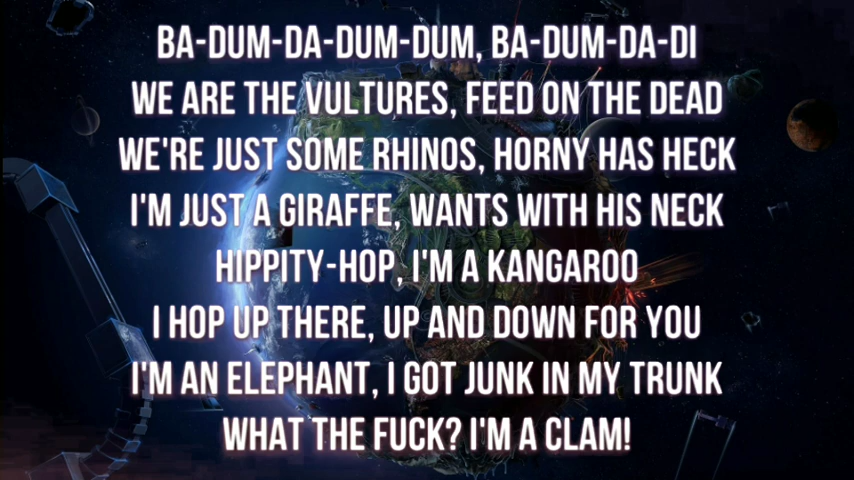 BA-DUM-DA-DUM-DUM, BA-DUM-DA-DI
WE ARE THE VULTURES, FEED ON THE DEAD
WE'RE JUST SOME RHINOS, HORNY HAS HECK
I'M JUST A GIRAFFE, WANTS WITH HIS NECK
HIPPITY-HOP, I'M A KANGAROO
I HOP UP THERE, UP AND DOWN FOR YOU
I'M AN ELEPHANT, I GOT JUNK IN MY TRUNK
WHAT THE FUCK? I'M A CLAM!